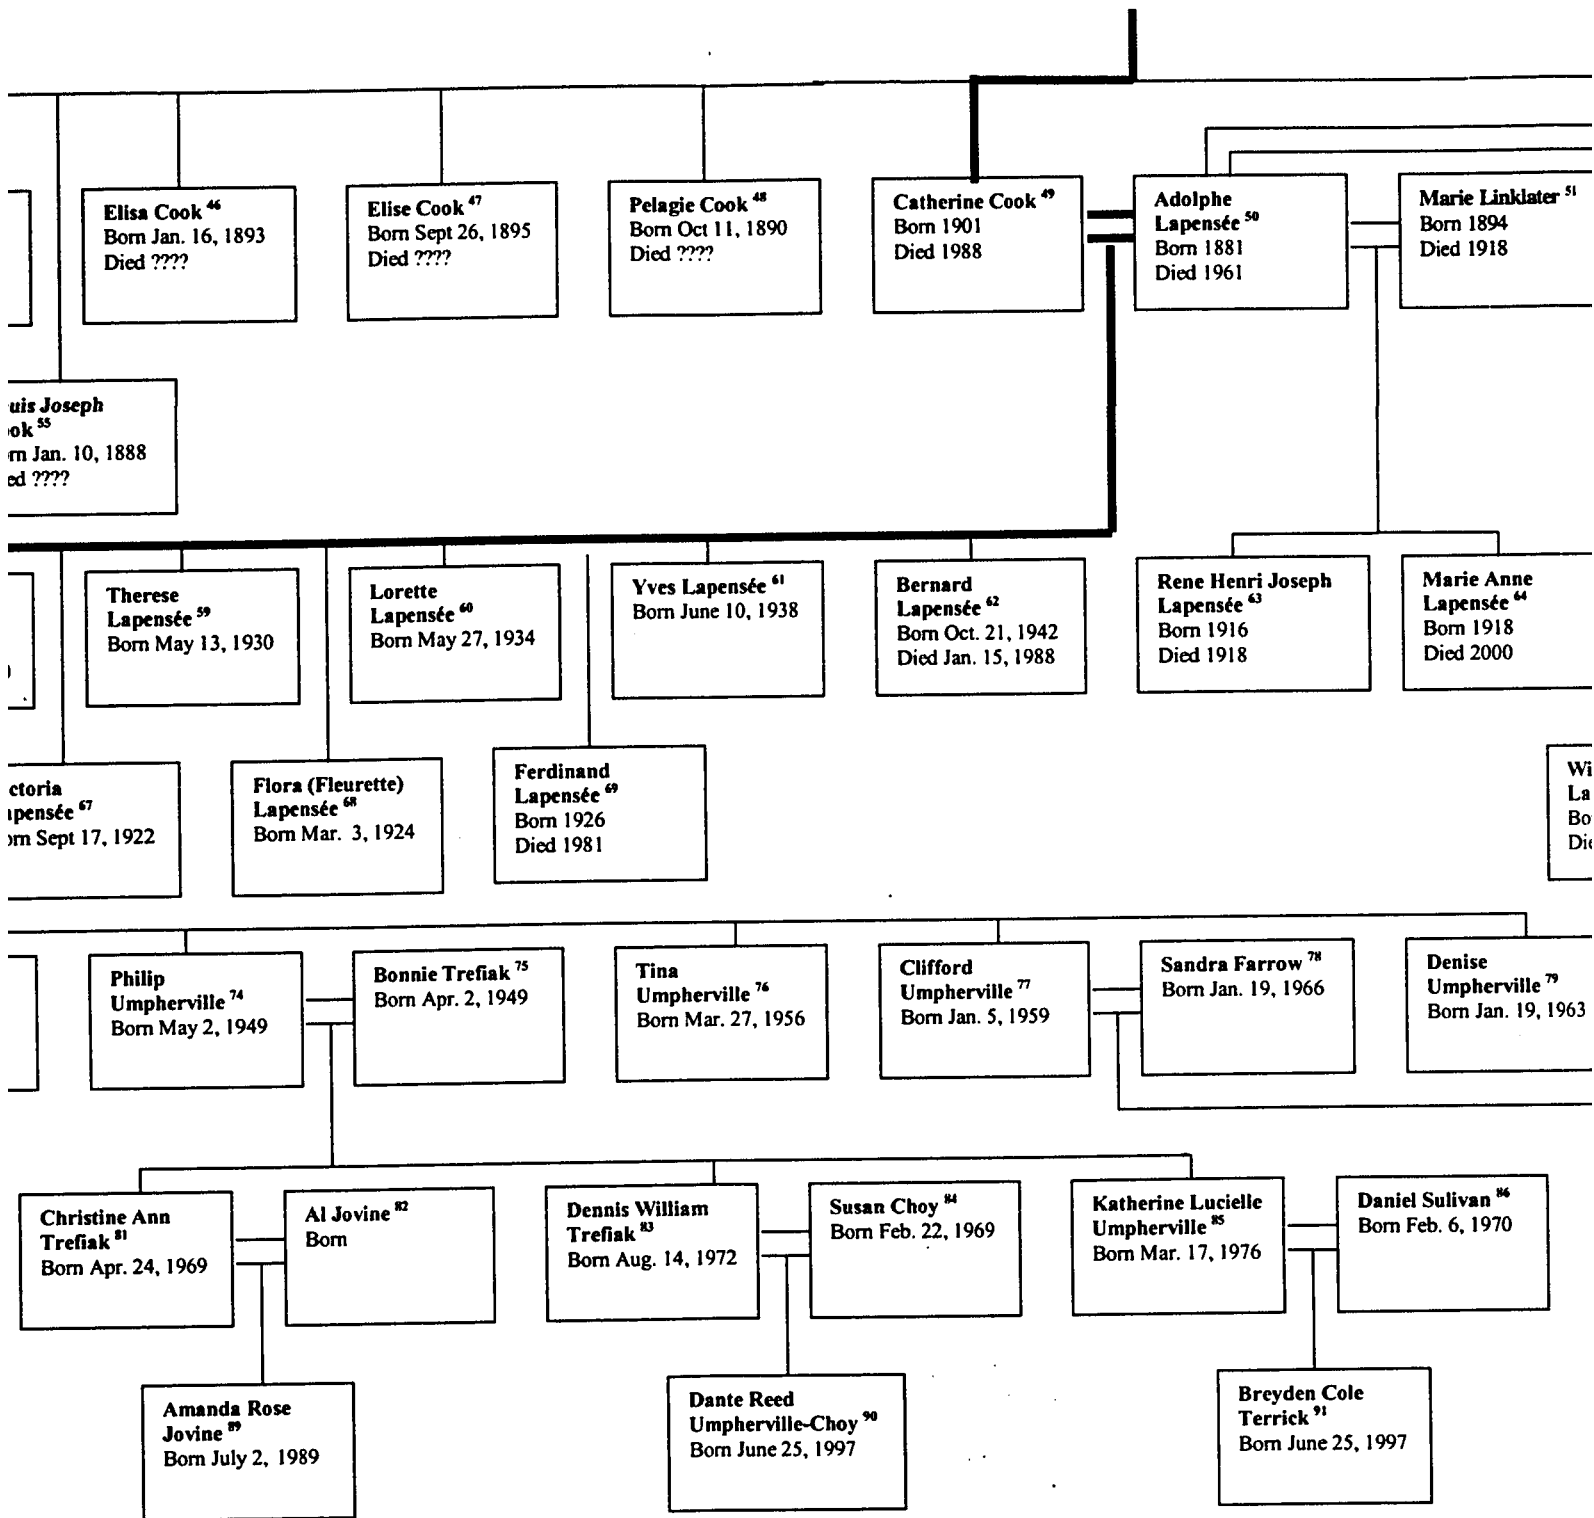 Elisa Cook 46
Born Jan. 16, 1893
Died ????
Elise Cook 47
Born Sept 26, 1895
Died ????
Pelagie Cook 48
Born Oct 11, 1890
Died ????
Catherine Cook 49
Born 1901
Died 1988
Adolphe
Lapensée 50
Born 1881
Died 1961
Marie Linklater 51
Born 1894
Died 1918
uis Joseph
ok 55
rn Jan. 10, 1888
ed ????
)
Therese
Lapensée 59
Born May 13, 1930
Lorette
Lapensée 60
Born May 27, 1934
Yves Lapensée 61
Born June 10, 1938
Bernard
Lapensée 62
Born Oct. 21, 1942
Died Jan. 15, 1988
Rene Henri Joseph
Lapensée 63
Born 1916
Died 1918
Marie Anne
Lapensée 64
Born 1918
Died 2000
ctoria
apensée 67
orn Sept 17, 1922
Flora (Fleurette)
Lapensée 68
Born Mar. 3, 1924
Ferdinand
Lapensée 69
Born 1926
Died 1981
Wi
La
Bo
Die
Philip
Umpherville 74
Born May 2, 1949
Bonnie Trefiak 75
Born Apr. 2, 1949
Tina
Umpherville 76
Born Mar. 27, 1956
Clifford
Umpherville 77
Born Jan. 5, 1959
Sandra Farrow 78
Born Jan. 19, 1966
Denise
Umpherville 79
Born Jan. 19, 1963
Christine Ann
Trefiak 81
Born Apr. 24, 1969
Al Jovine 82
Born
Dennis William
Trefiak 83
Born Aug. 14, 1972
Susan Choy 84
Born Feb. 22, 1969
Katherine Lucielle
Umpherville 85
Born Mar. 17, 1976
Daniel Sulivan 86
Born Feb. 6, 1970
Amanda Rose
Jovine 89
Born July 2, 1989
Dante Reed
Umpherville-Choy 90
Born June 25, 1997
Breyden Cole
Terrick 91
Born June 25, 1997